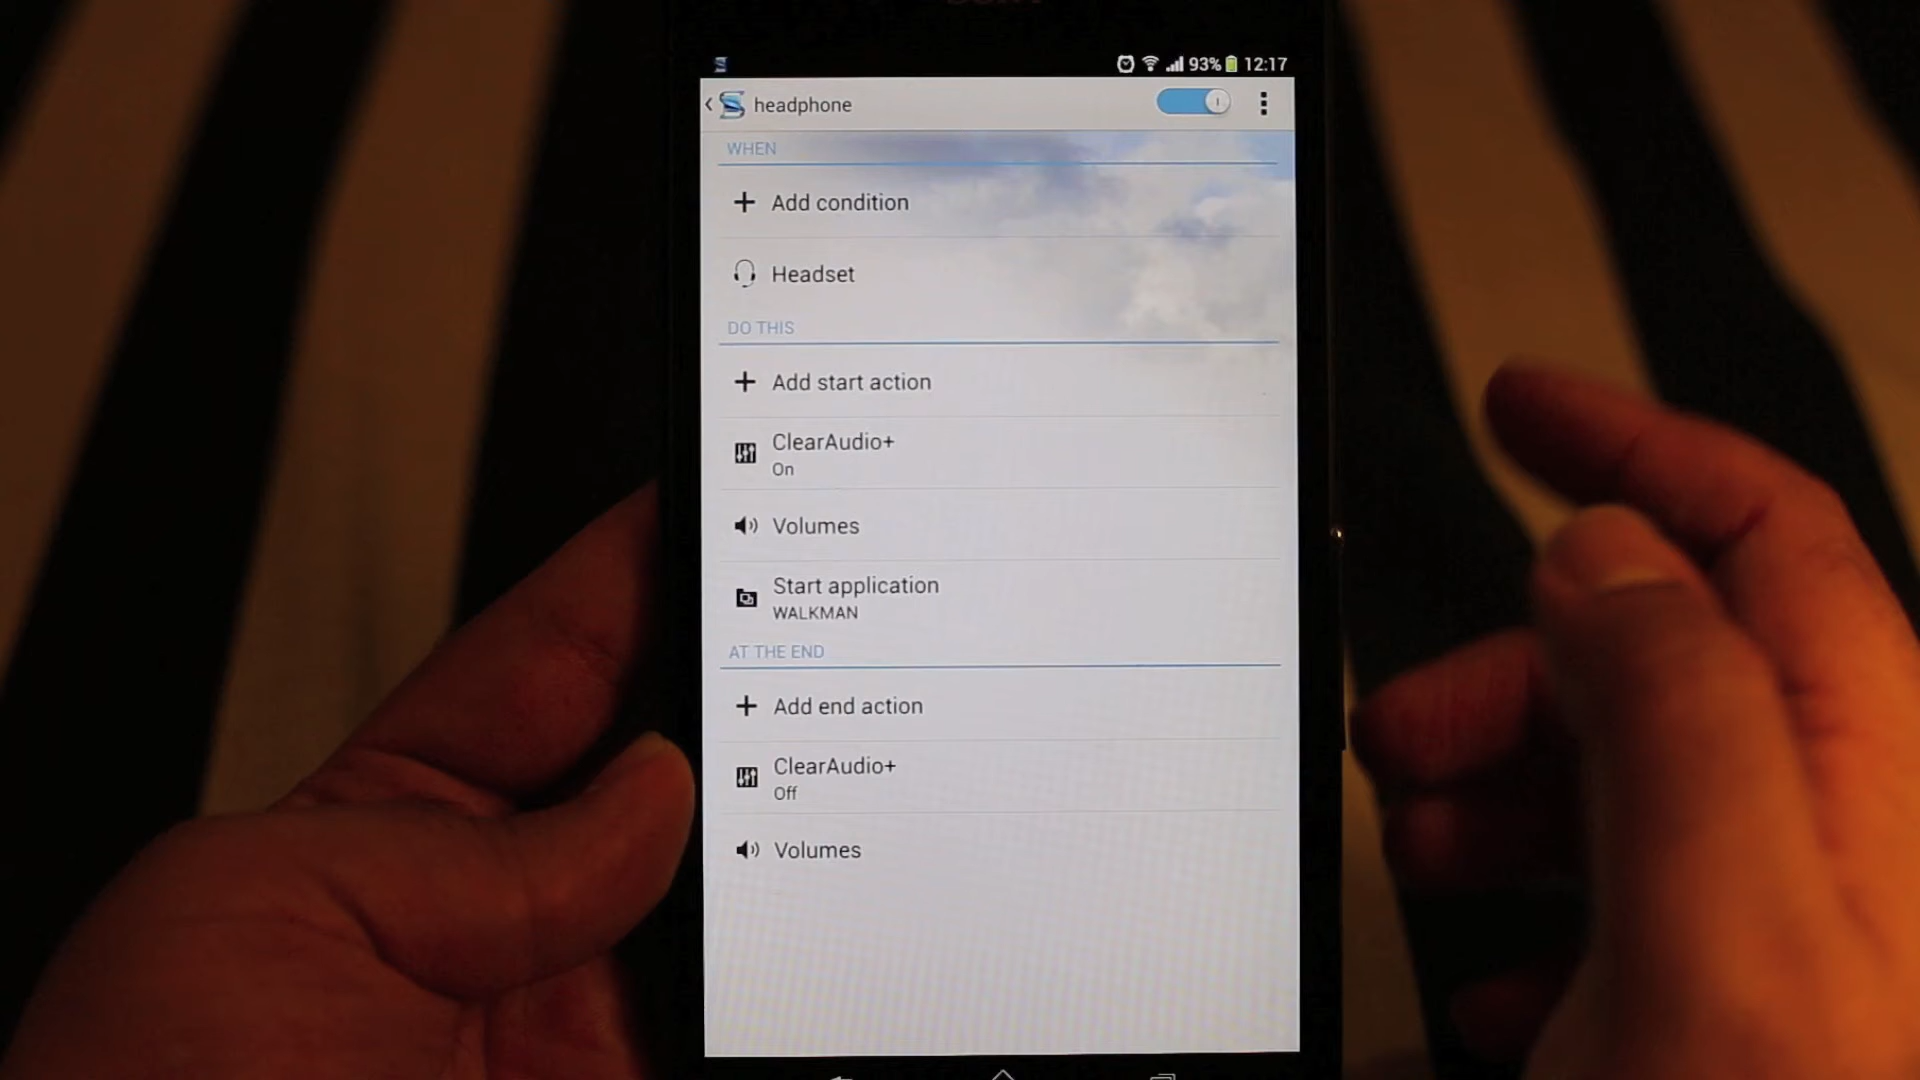 93% 12:17
headphone
WHEN
Add condition
Headset
DO THIS
Add start action
ClearAudio+
On
Volumes
Start application
WALKMAN
AT THE END
Add end action
ClearAudio+
Off
Volumes